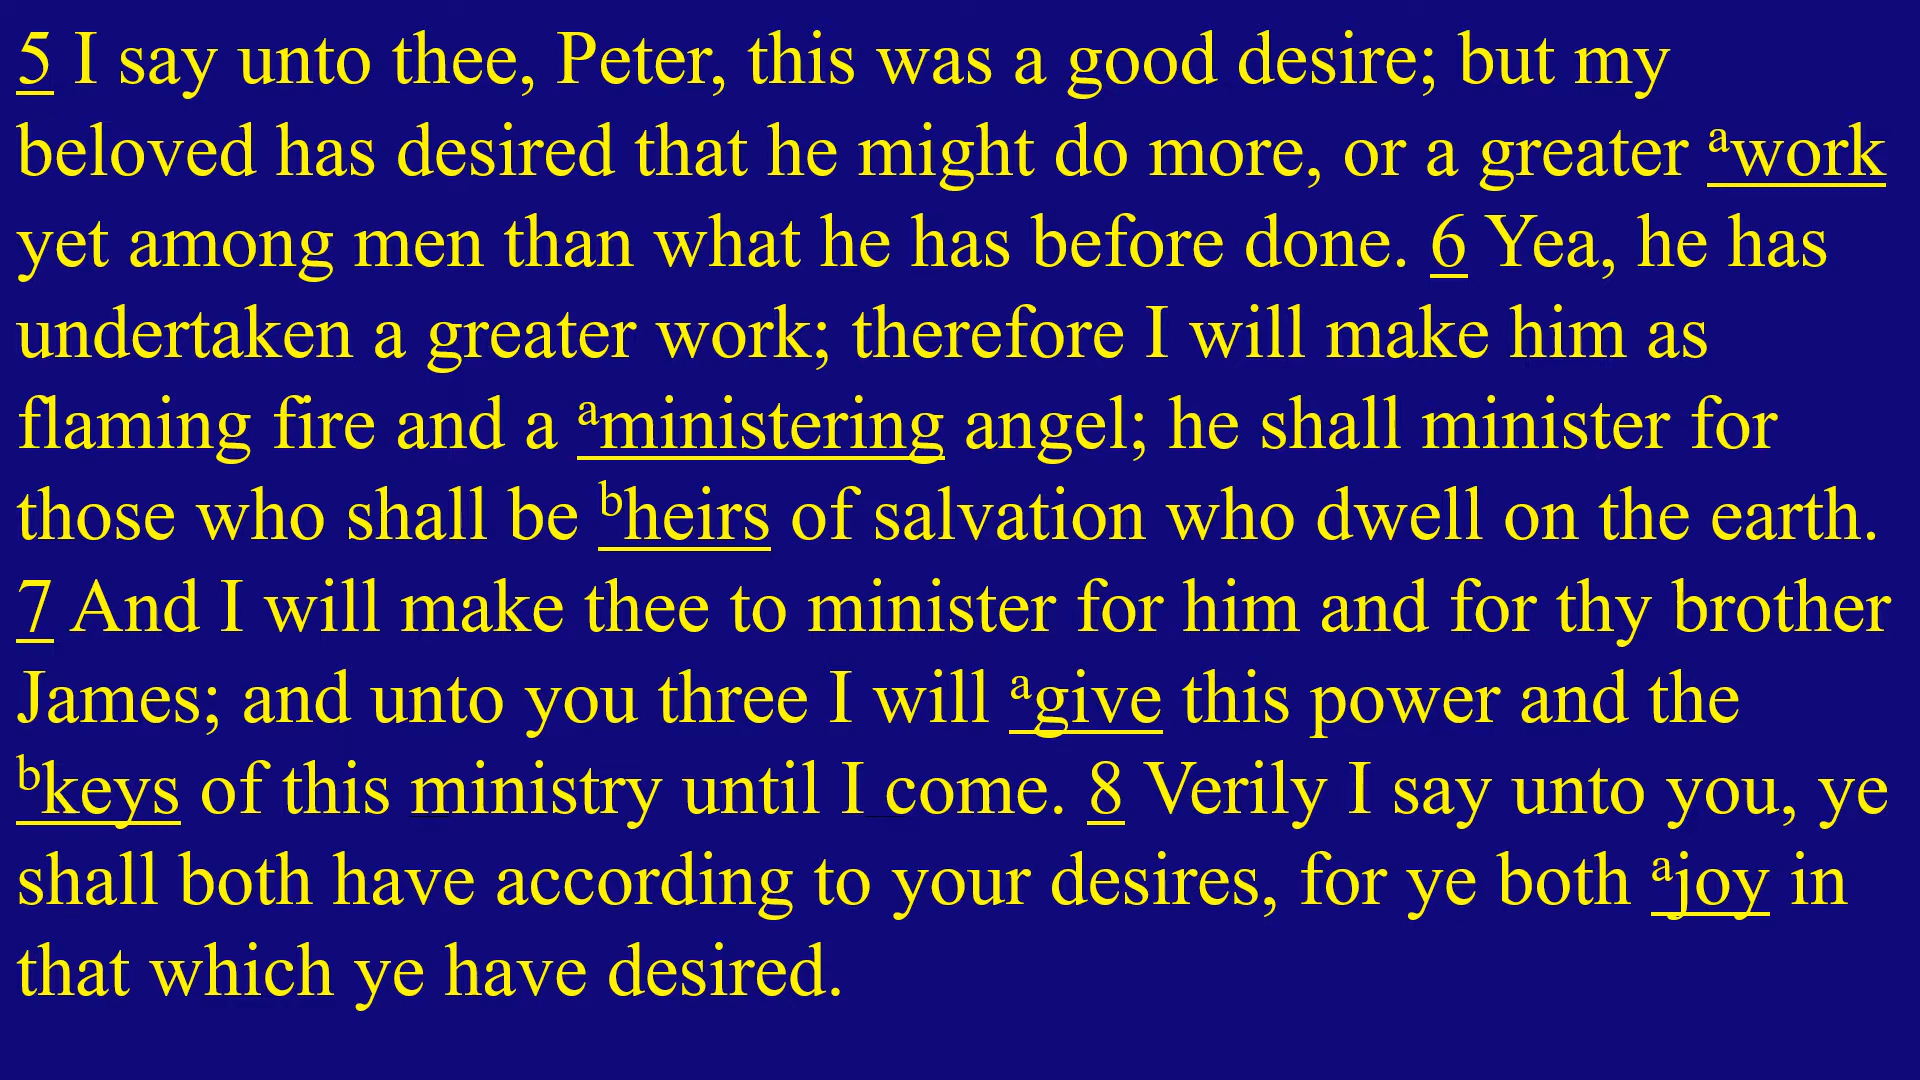 5 I say unto thee, Peter, this was a good desire; but my
beloved has desired that he might do more, or a greater ᵃwork
yet among men than what he has before done. 6 Yea, he has
undertaken a greater work; therefore I will make him as
flaming fire and a ᵃministering angel; he shall minister for
those who shall be ᵇheirs of salvation who dwell on the earth.
7 And I will make thee to minister for him and for thy brother
James; and unto you three I will ᵃgive this power and the
ᵇkeys of this ministry until I come. 8 Verily I say unto you, ye
shall both have according to your desires, for ye both ᵃjoy in
that which ye have desired.